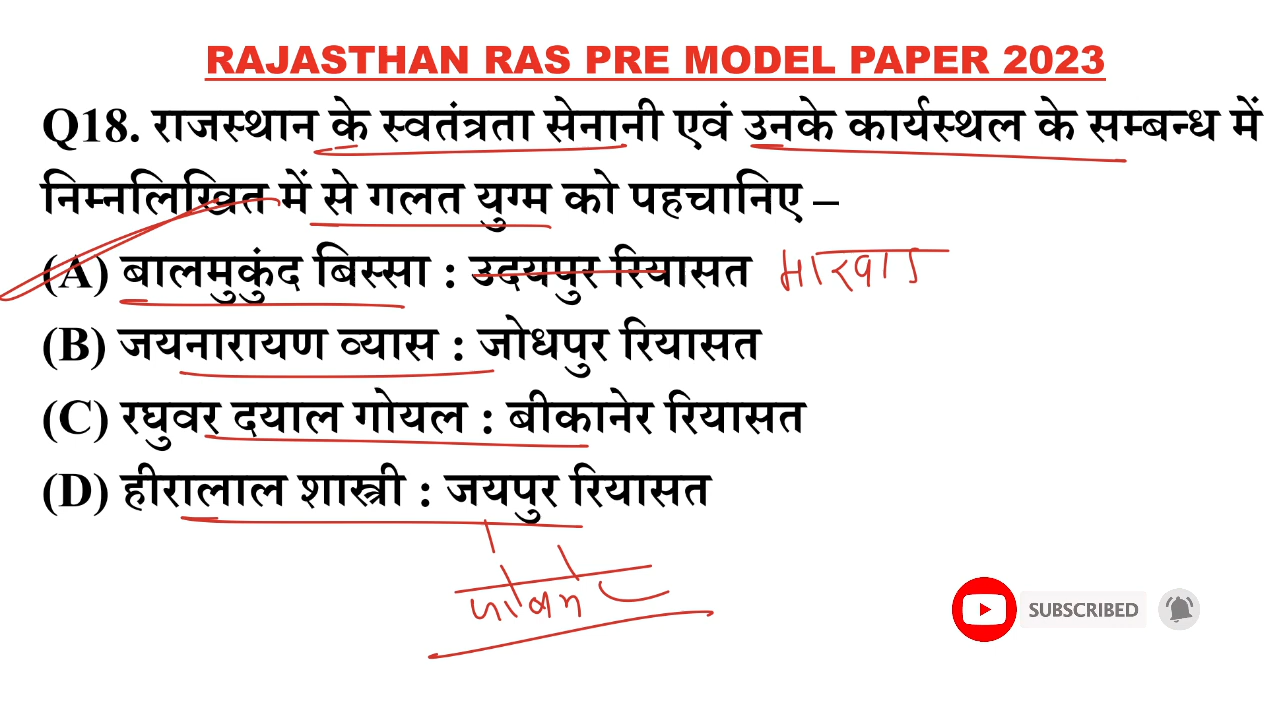 RAJASTHAN RAS PRE MODEL PAPER 2023
Q18. राजस्थान के स्वतंत्रता सेनानी एवं उनके कार्यस्थल के सम्बन्ध में
निम्नलिखित में से गलत युग्म को पहचानिए –
(A) बालमुकुंद बिस्सा : उदयपुर रियासत मारवाड़
(B) जयनारायण व्यास : जोधपुर रियासत
(C) रघुवर दयाल गोयल : बीकानेर रियासत
(D) हीरालाल शास्त्री : जयपुर रियासत
SUBSCRIBED